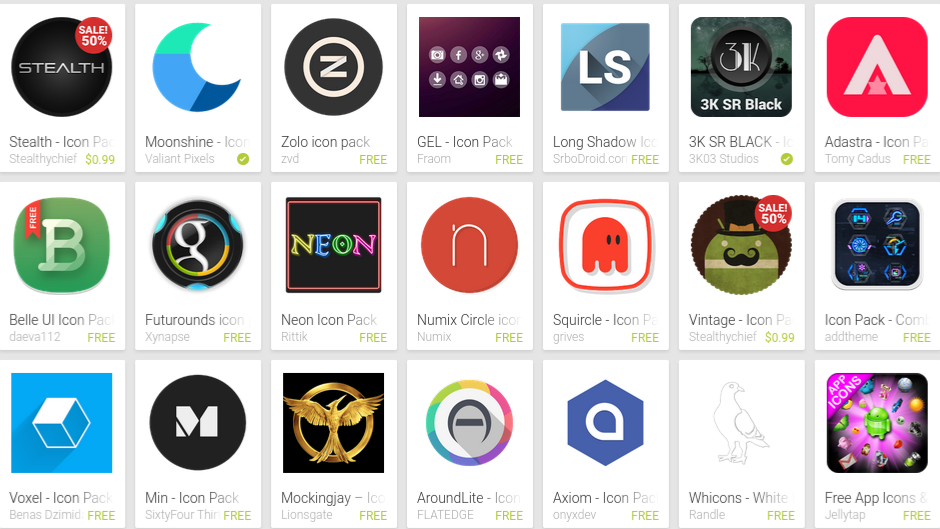 SALE!
50%
STEALTH
Z
LS
3K
3K SR Black
A
Stealth - Icon Pac
Moonshine - Icon
Zolo icon pack
GEL - Icon Pack
Long Shadow Ic
3K SR BLACK - I
Adastra - Icon Pa
Stealthychief $0.99
Valiant Pixels
zvd FREE
Fraom FREE
SrboDroid.com FREE
3K03 Studios
Tomy Cadus FREE
FREE
B
g
NEON
n
SALE!
50%
Belle UI Icon Pac
Futurounds icon
Neon Icon Pack
Numix Circle icon
Squircle - Icon Pa
Vintage - Icon Pa
Icon Pack - Com
daeva112 FREE
Xynapse FREE
Rittik FREE
Numix FREE
grives FREE
Stealthychief $0.99
addtheme FREE
M
APP
ICONS
Voxel - Icon Pack
Min - Icon Pack
Mockingjay – Ico
AroundLite - Icon
Axiom - Icon Pac
Whicons - White
Free App Icons &
Benas Dzimid FREE
SixtyFour Thir FREE
Lionsgate FREE
FLATEDGE FREE
onyxdev FREE
Randle FREE
Jellytap FREE